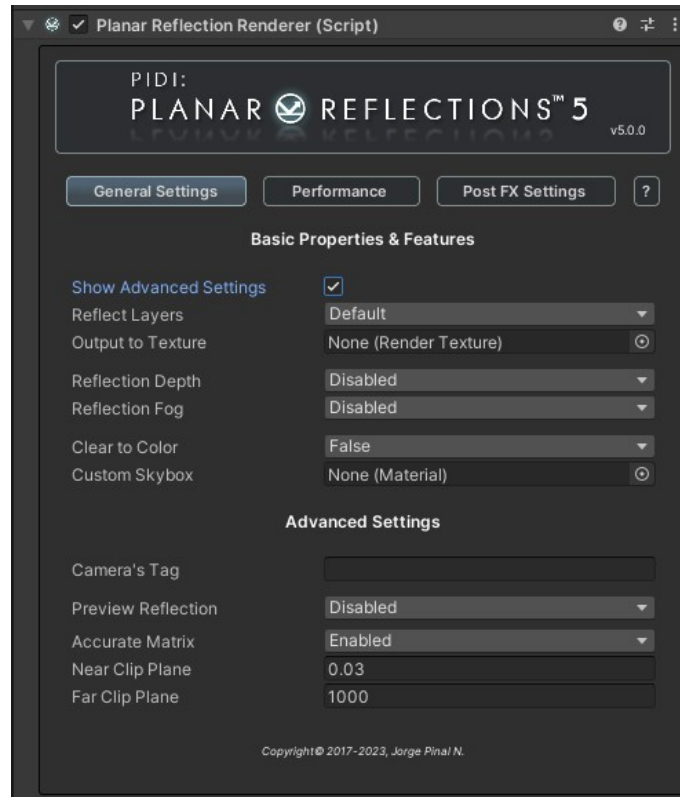 Planar Reflection Renderer (Script)
PIDI:
PLANAR REFLECTIONS™ 5
v5.0.0
General Settings Performance Post FX Settings ?
Basic Properties & Features
Show Advanced Settings
Reflect Layers Default
Output to Texture None (Render Texture)
Reflection Depth Disabled
Reflection Fog Disabled
Clear to Color False
Custom Skybox None (Material)
Advanced Settings
Camera's Tag
Preview Reflection Disabled
Accurate Matrix Enabled
Near Clip Plane 0.03
Far Clip Plane 1000
Copyright© 2017-2023, Jorge Pinal N.